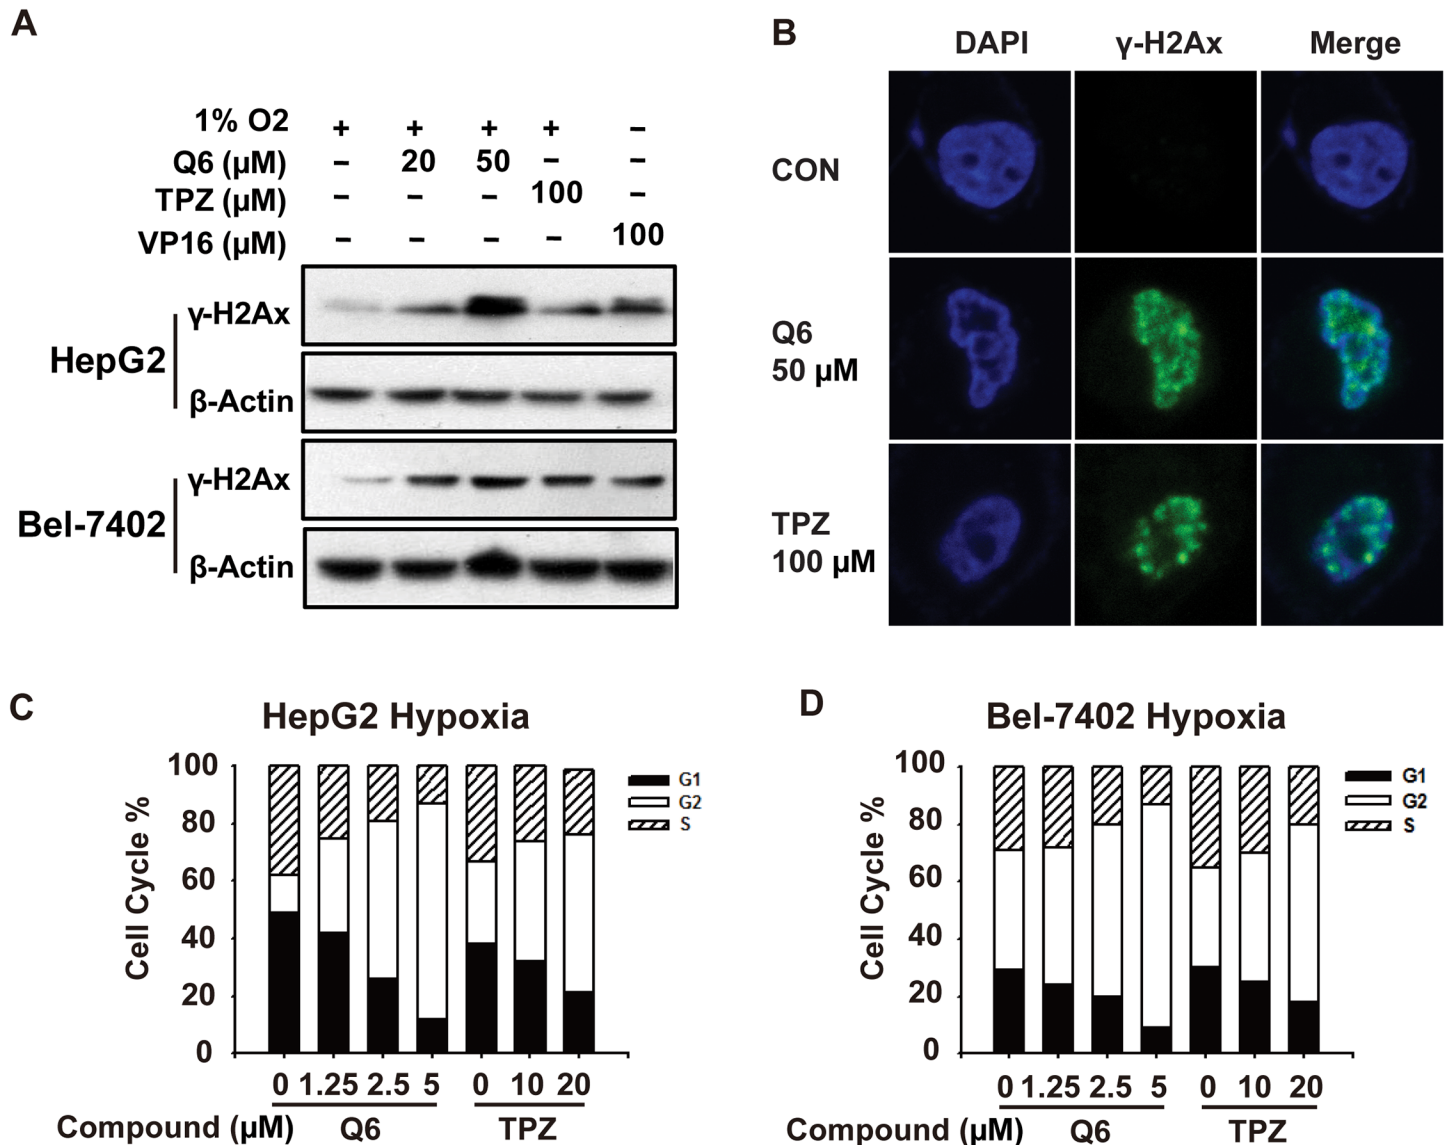 A
1% O2 + + + + –
Q6 (μM) – 20 50 – –
TPZ (μM) – – – 100 –
VP16 (μM) – – – – 100
HepG2
γ-H2Ax
β-Actin
Bel-7402
γ-H2Ax
β-Actin
B
DAPI γ-H2Ax Merge
CON
Q6
50 μM
TPZ
100 μM
C
HepG2 Hypoxia
Cell Cycle %
100
80
60
40
20
0
G1
G2
S
0 1.25 2.5 5 0 10 20
Compound (μM) Q6 TPZ
D
Bel-7402 Hypoxia
Cell Cycle %
100
80
60
40
20
0
G1
G2
S
0 1.25 2.5 5 0 10 20
Compound (μM) Q6 TPZ